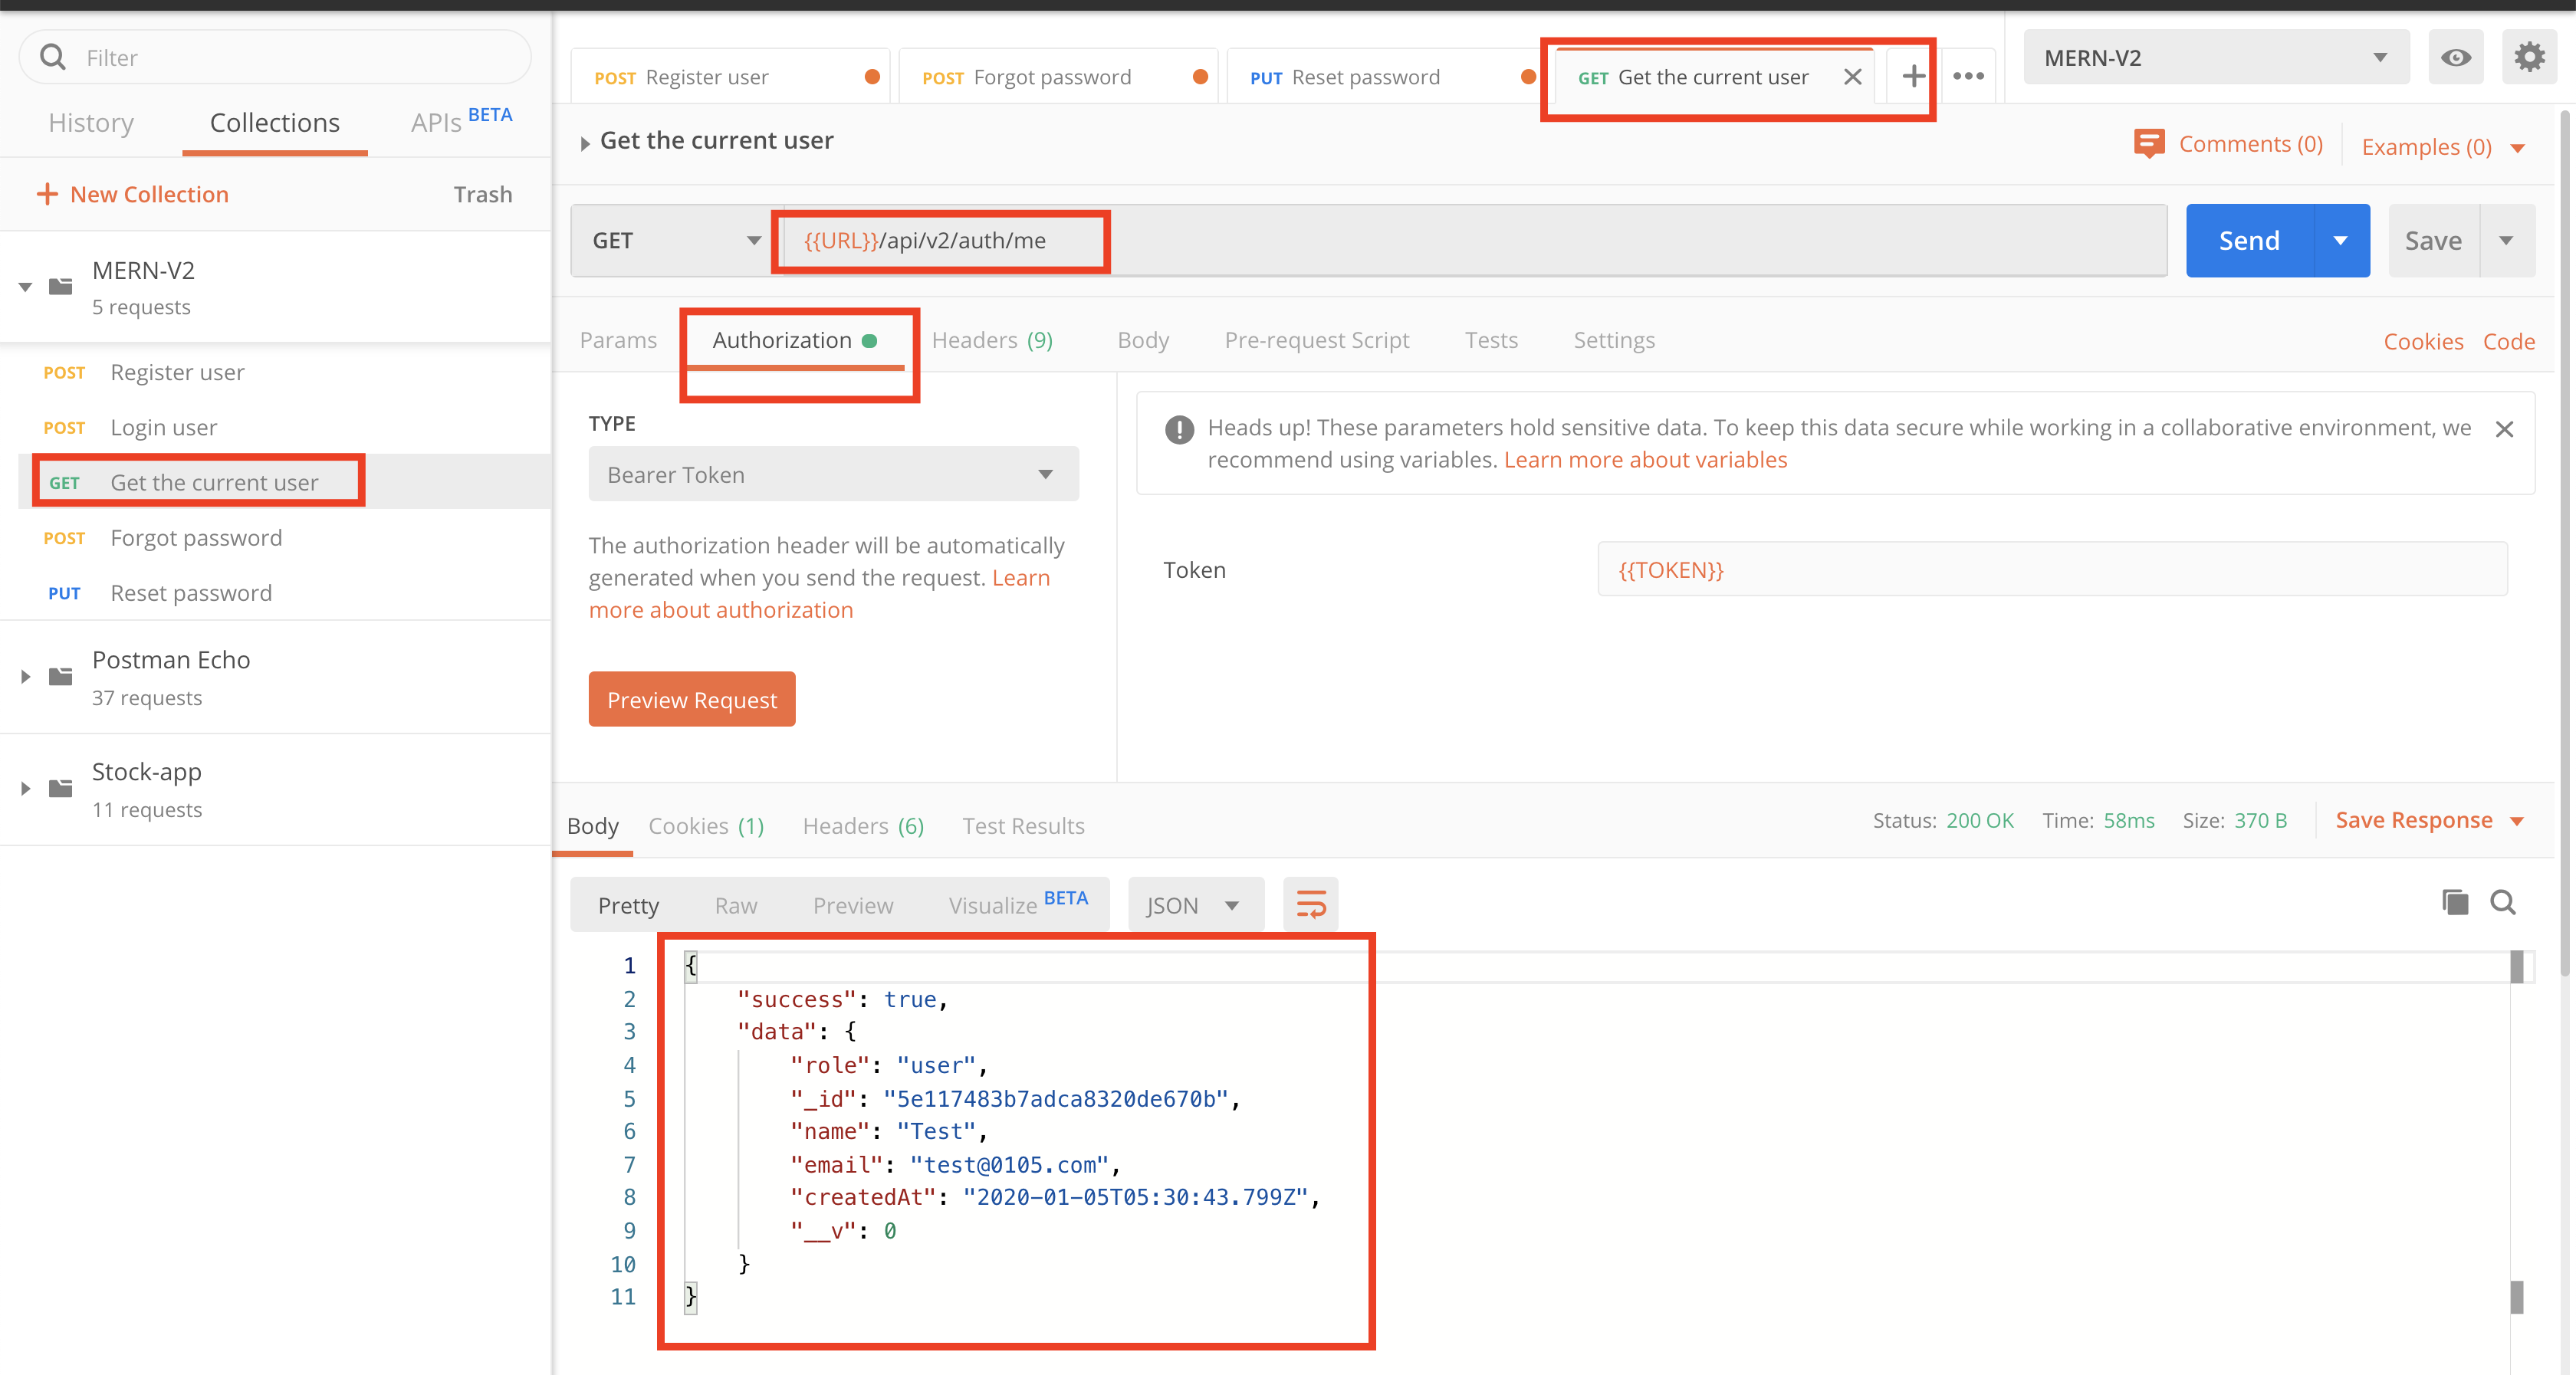 Filter
History
Collections
APIs BETA
+ New Collection
Trash
MERN-V2
5 requests
POST Register user
POST Login user
GET Get the current user
POST Forgot password
PUT Reset password
Postman Echo
37 requests
Stock-app
11 requests
POST Register user
POST Forgot password
PUT Reset password
GET Get the current user
MERN-V2
Get the current user
Comments (0)
Examples (0)
GET
{{URL}}/api/v2/auth/me
Send
Save
Params
Authorization
Headers (9)
Body
Pre-request Script
Tests
Settings
Cookies
Code
TYPE
Bearer Token
The authorization header will be automatically
generated when you send the request. Learn
more about authorization
Preview Request
Heads up! These parameters hold sensitive data. To keep this data secure while working in a collaborative environment, we
recommend using variables. Learn more about variables
Token
{{TOKEN}}
Body
Cookies (1)
Headers (6)
Test Results
Status: 200 OK
Time: 58ms
Size: 370 B
Save Response
Pretty
Raw
Preview
Visualize BETA
JSON
1 {
2 "success": true,
3 "data": {
4 "role": "user",
5 "_id": "5e117483b7adca8320de670b",
6 "name": "Test",
7 "email": "test@0105.com",
8 "createdAt": "2020-01-05T05:30:43.799Z",
9 "__v": 0
10 }
11 }